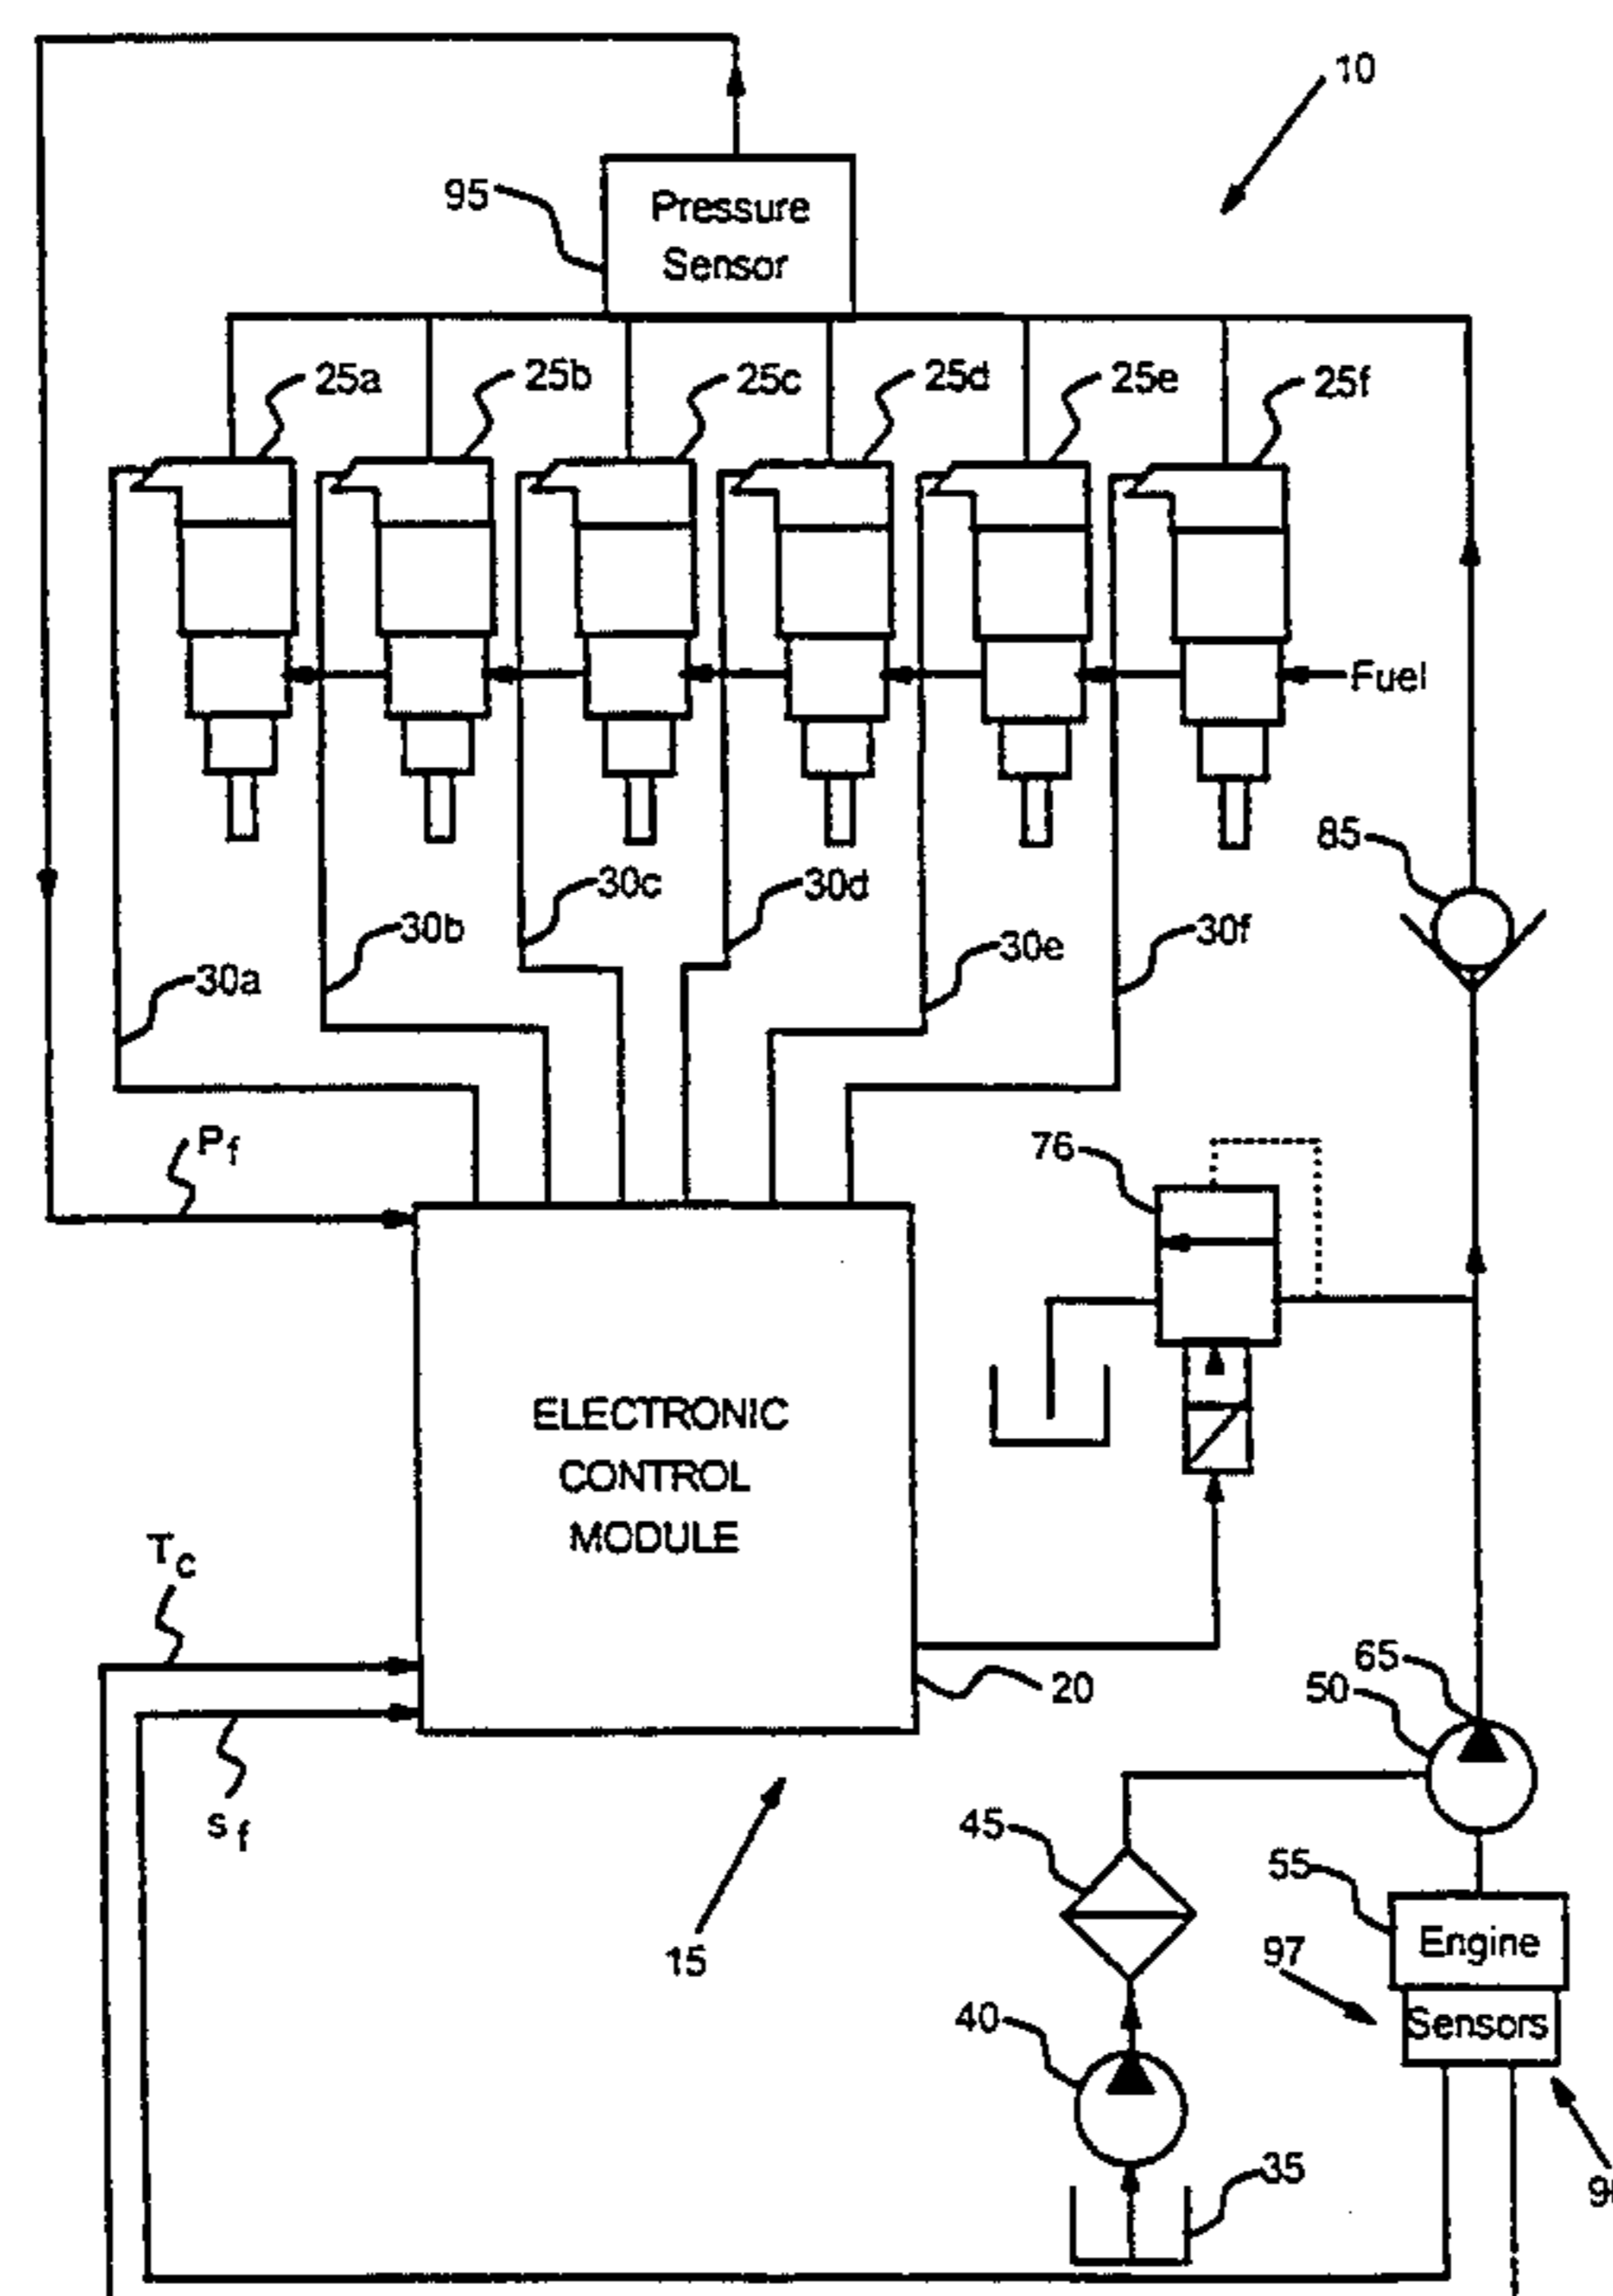 10
95
Pressure
Sensor
25a
25b
25c
25d
25e
25f
Fuel
85
30c
30d
30b
30e
30f
30a
Pf
76
ELECTRONIC
CONTROL
MODULE
Tc
65
20
50
sf
45
55
Engine
15
97
Sensors
40
35